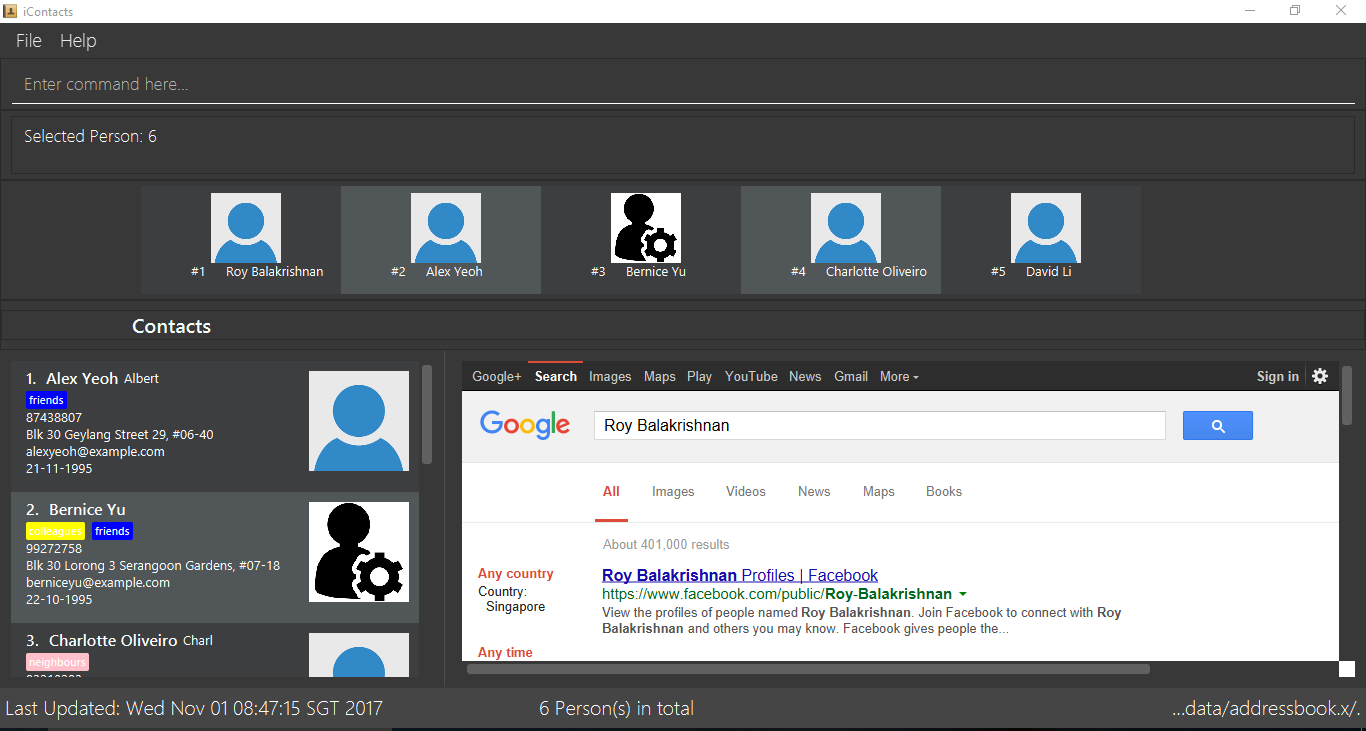 iContacts
File Help
Enter command here...
Selected Person: 6
#1 Roy Balakrishnan
#2 Alex Yeoh
#3 Bernice Yu
#4 Charlotte Oliveiro
#5 David Li
Contacts
1. Alex Yeoh Albert
friends
87438807
Blk 30 Geylang Street 29, #06-40
alexyeoh@example.com
21-11-1995
2. Bernice Yu
colleagues friends
99272758
Blk 30 Lorong 3 Serangoon Gardens, #07-18
berniceyu@example.com
22-10-1995
3. Charlotte Oliveiro Charl
neighbours
Google+ Search Images Maps Play YouTube News Gmail More
Sign in
Google
Roy Balakrishnan
All Images Videos News Maps Books
About 401,000 results
Any country
Country:
Singapore
Any time
Roy Balakrishnan Profiles | Facebook
https://www.facebook.com/public/Roy-Balakrishnan
View the profiles of people named Roy Balakrishnan. Join Facebook to connect with Roy
Balakrishnan and others you may know. Facebook gives people the...
Last Updated: Wed Nov 01 08:47:15 SGT 2017
6 Person(s) in total
...data/addressbook.x/.